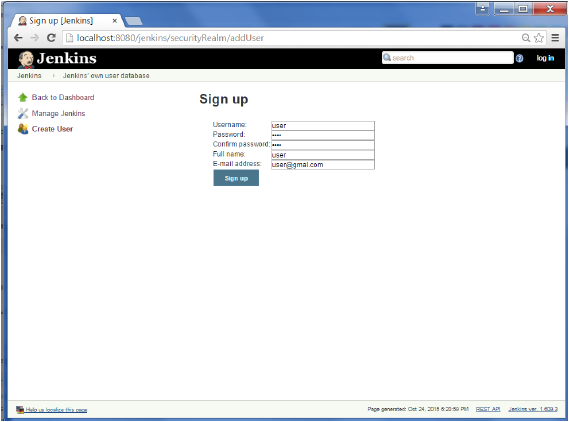 Sign up [Jenkins]
localhost:8080/jenkins/securityRealm/addUser
Jenkins
search
log in
Jenkins
Jenkins' own user database
Back to Dashboard
Manage Jenkins
Create User
Sign up
Username: user
Password: ••••
Confirm password: ••••
Full name: user
E-mail address: user@gmal.com
Sign up
Help us localize this page
Page generated: Oct 24, 2015 6:20:59 PM
REST API
Jenkins ver. 1.609.3